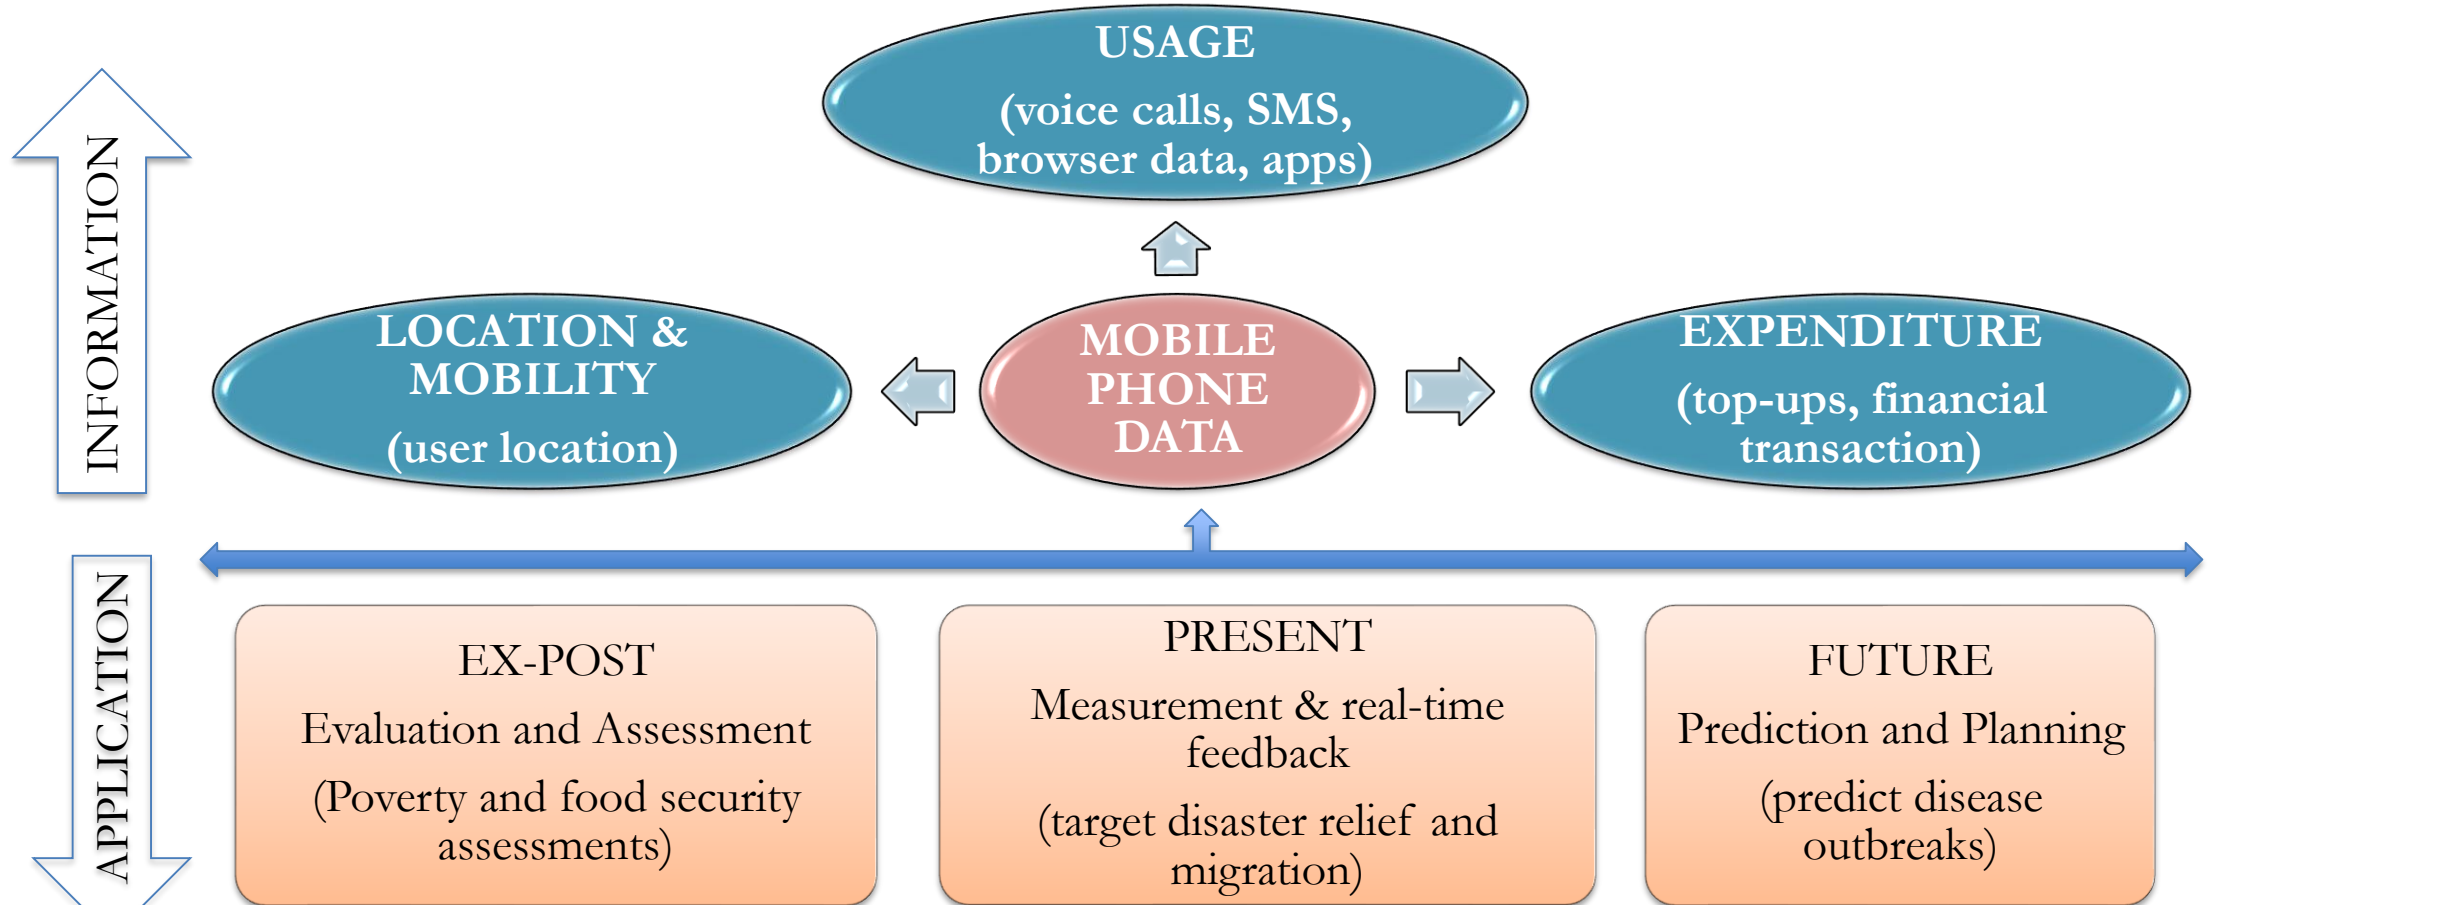 USAGE
(voice calls, SMS,
browser data, apps)
INFORMATION
LOCATION &
MOBILITY
(user location)
MOBILE
PHONE
DATA
EXPENDITURE
(top-ups, financial
transaction)
APPLICATION
EX-POST
Evaluation and Assessment
(Poverty and food security
assessments)
PRESENT
Measurement & real-time
feedback
(target disaster relief and
migration)
FUTURE
Prediction and Planning
(predict disease
outbreaks)